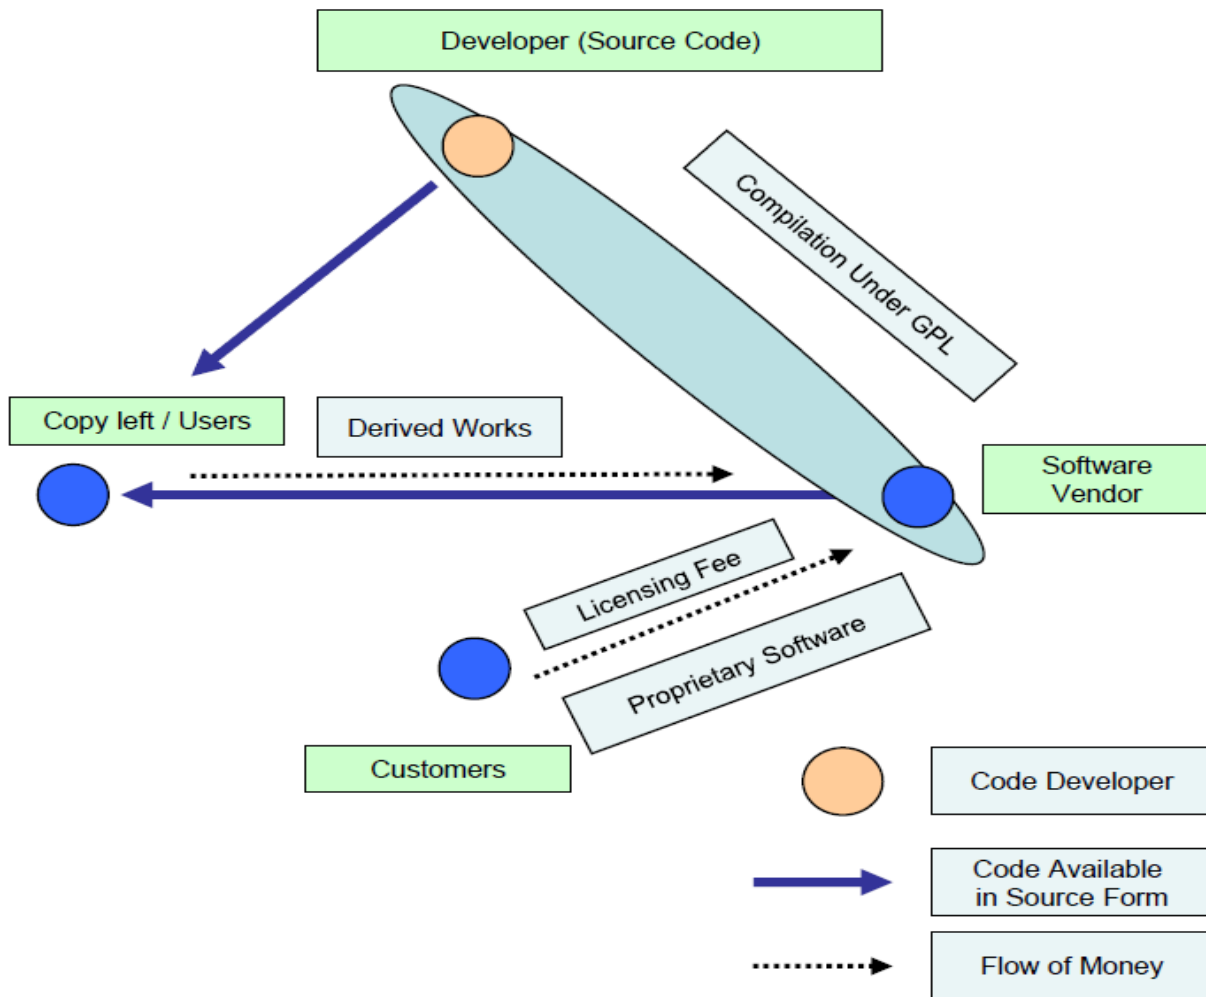 Developer (Source Code)
Compilation Under GPL
Copy left / Users
Derived Works
Software
Vendor
Licensing Fee
Proprietary Software
Customers
Code Developer
Code Available
in Source Form
Flow of Money